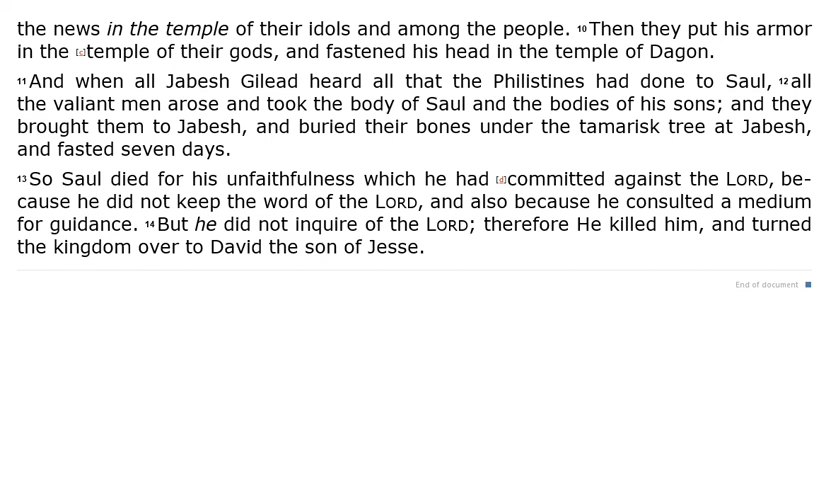 the news in the temple of their idols and among the people. 10 Then they put his armor
in the [c]temple of their gods, and fastened his head in the temple of Dagon.
11 And when all Jabesh Gilead heard all that the Philistines had done to Saul, 12 all
the valiant men arose and took the body of Saul and the bodies of his sons; and they
brought them to Jabesh, and buried their bones under the tamarisk tree at Jabesh,
and fasted seven days.
13 So Saul died for his unfaithfulness which he had [d]committed against the LORD, be-
cause he did not keep the word of the LORD, and also because he consulted a medium
for guidance. 14 But he did not inquire of the LORD; therefore He killed him, and turned
the kingdom over to David the son of Jesse.
End of document